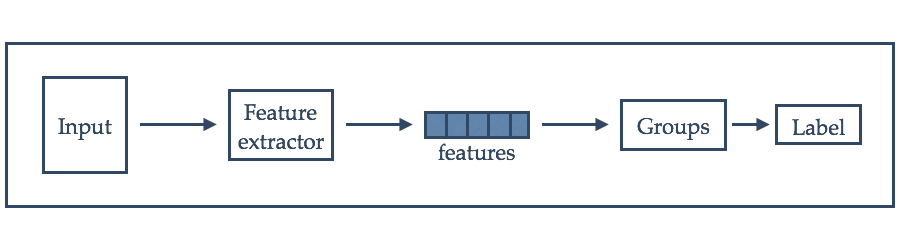 Input
Feature
extractor
features
Groups
Label